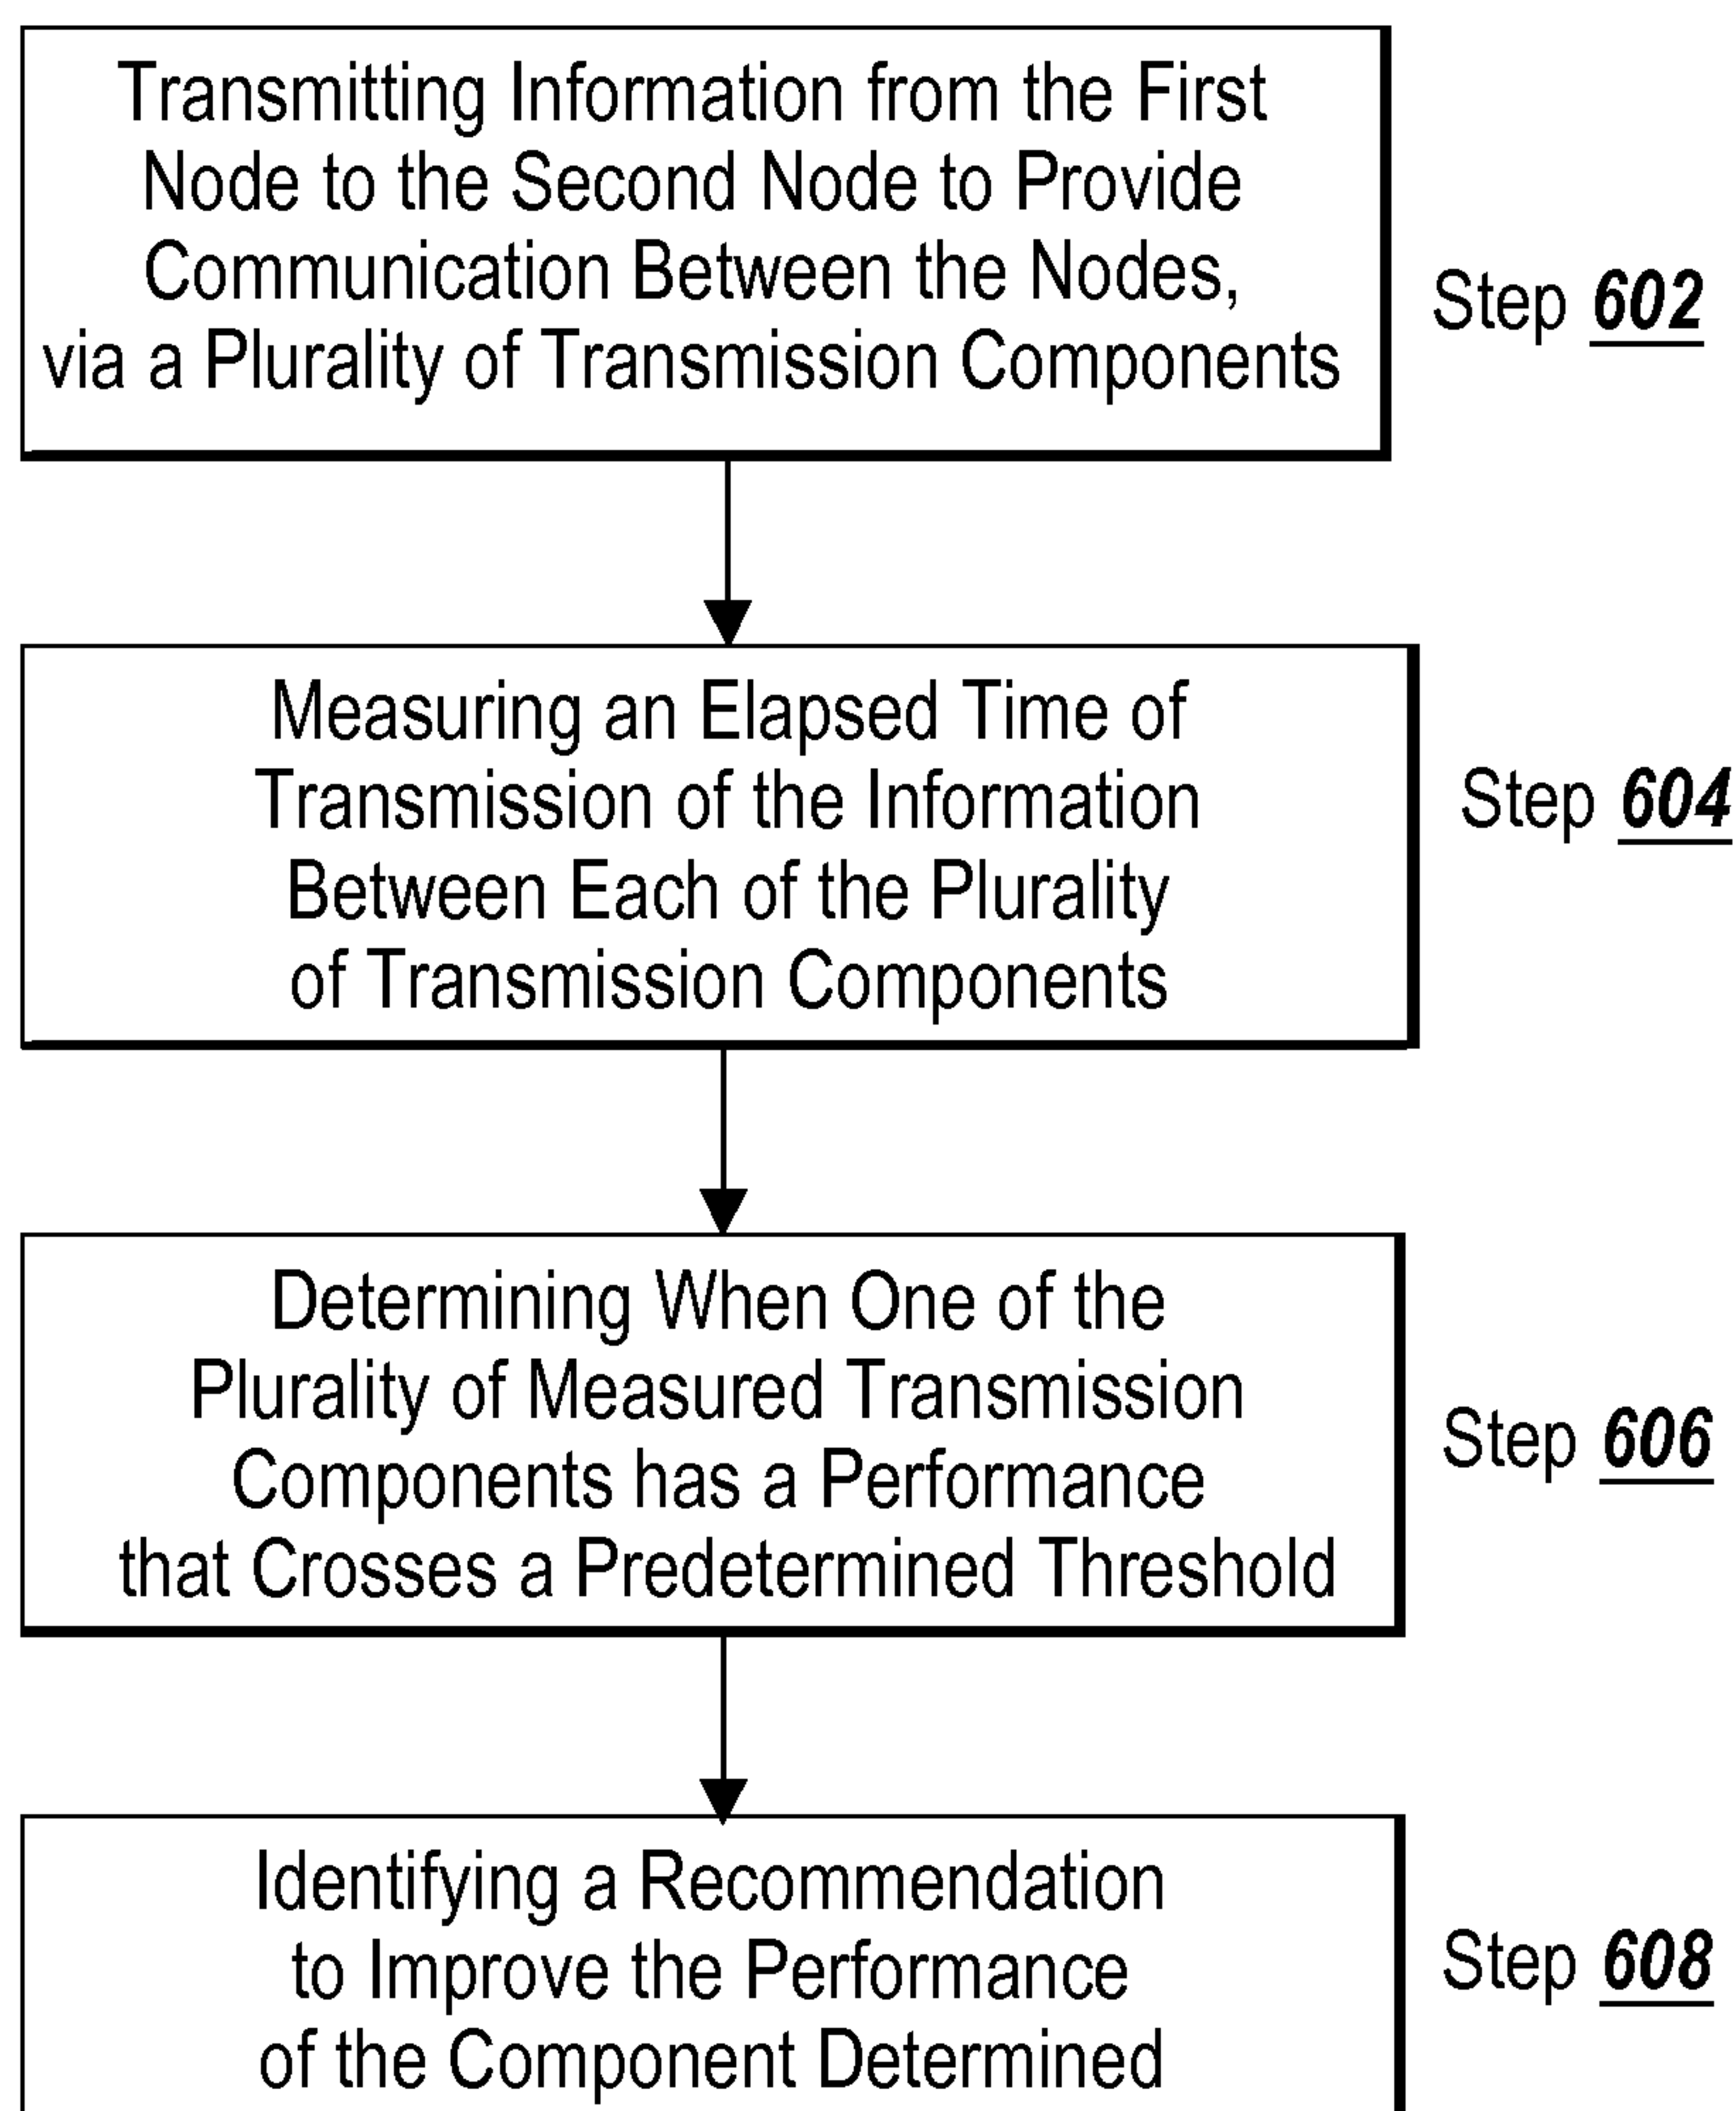 Transmitting Information from the First
Node to the Second Node to Provide
Communication Between the Nodes,
via a Plurality of Transmission Components
Step 602
Measuring an Elapsed Time of
Transmission of the Information
Between Each of the Plurality
of Transmission Components
Step 604
Determining When One of the
Plurality of Measured Transmission
Components has a Performance
that Crosses a Predetermined Threshold
Step 606
Identifying a Recommendation
to Improve the Performance
of the Component Determined
Step 608